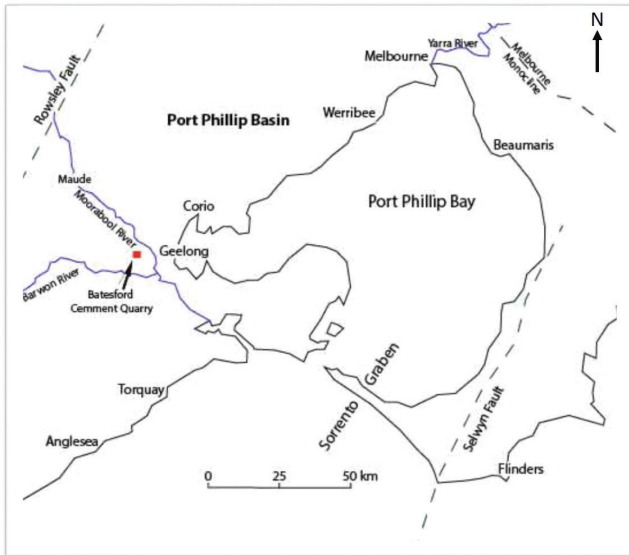 N
Yarra River
Melbourne
Melbourne
Monocline
Rowsley Fault
Werribee
Port Phillip Basin
Beaumaris
Maude
Moorabool River
Corio
Port Phillip Bay
Geelong
Barwon River
Batesford
Cemment Quarry
Graben
Sorrento
Torquay
Selwyn Fault
Anglesea
Flinders
0 25 50 km